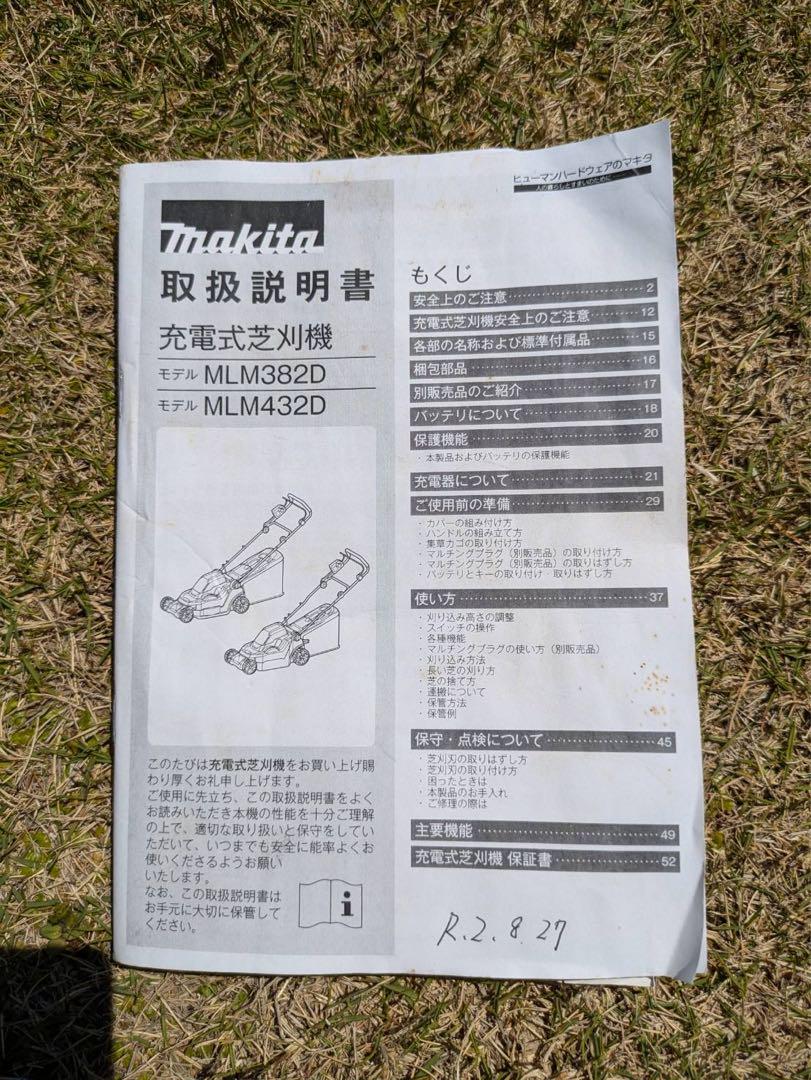 makita
取扱説明書
充電式芝刈機
モデル MLM382D
モデル MLM432D
このたびは充電式芝刈機をお買い上げ賜
わり厚くお礼申し上げます。
ご使用に先立ち、この取扱説明書をよく
お読みいただき本機の性能を十分ご理解
の上で、適切な取り扱いと保守をしてい
ただいて、いつまでも安全に能率よくお
使いくださるようお願い
いたします。
なお、この取扱説明書は
お手元に大切に保管して
ください。
i
ヒューマンハードウェアのマキタ
人の暮らしとすまいのために
もくじ
安全上のご注意 2
充電式芝刈機安全上のご注意 12
各部の名称および標準付属品 15
梱包部品 16
別販売品のご紹介 17
バッテリについて 18
保護機能 20
・本製品およびバッテリの保護機能
充電器について 21
ご使用前の準備 29
・カバーの組み付け方
・ハンドルの組み立て方
・集草カゴの取り付け方
・マルチングプラグ（別販売品）の取り付け方
・マルチングプラグ（別販売品）の取りはずし方
・バッテリとキーの取り付け・取りはずし方
使い方 37
・刈り込み高さの調整
・スイッチの操作
・各種機能
・マルチングプラグの使い方（別販売品）
・刈り込み方法
・長い芝の刈り方
・芝の捨て方
・運搬について
・保管方法
・保管例
保守・点検について 45
・芝刈刃の取りはずし方
・芝刈刃の取り付け方
・困ったときは
・本製品のお手入れ
・ご修理の際は
主要機能 49
充電式芝刈機 保証書 52
R.2.8.27